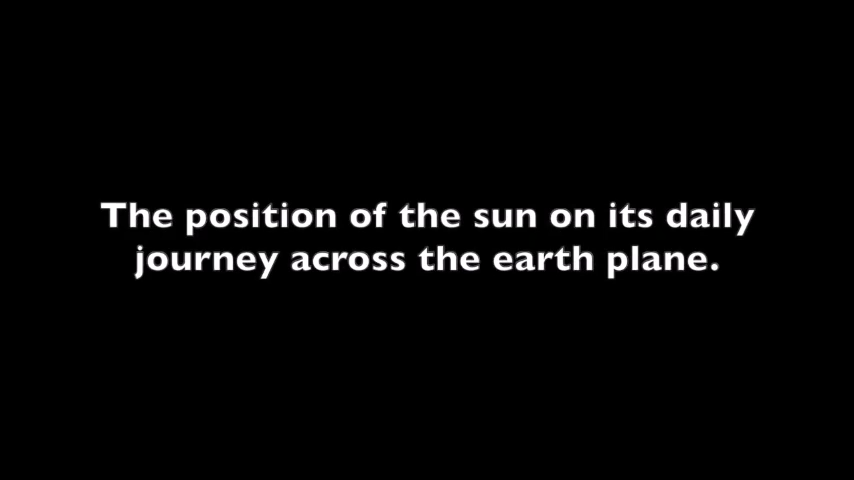 The position of the sun on its daily
journey across the earth plane.